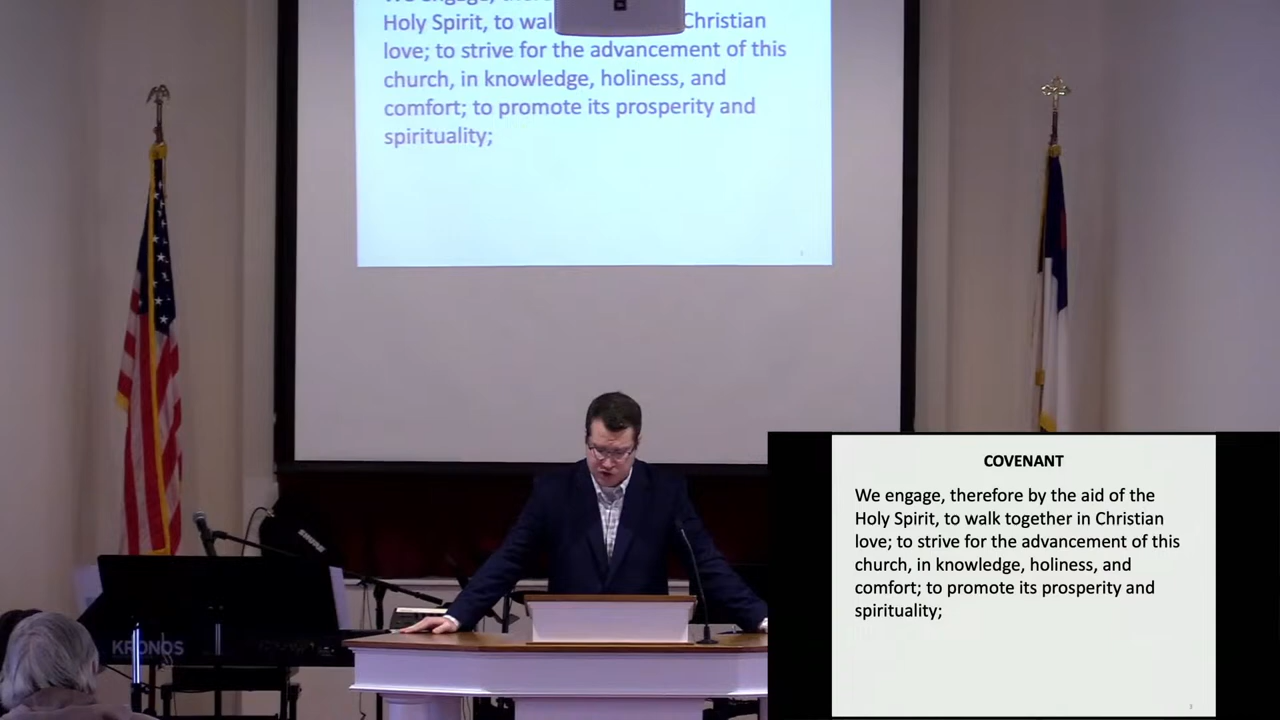 We engage,
Holy Spirit, to wal Christian
love; to strive for the advancement of this
church, in knowledge, holiness, and
comfort; to promote its prosperity and
spirituality;
SHURE
KRONOS
COVENANT
We engage, therefore by the aid of the
Holy Spirit, to walk together in Christian
love; to strive for the advancement of this
church, in knowledge, holiness, and
comfort; to promote its prosperity and
spirituality;